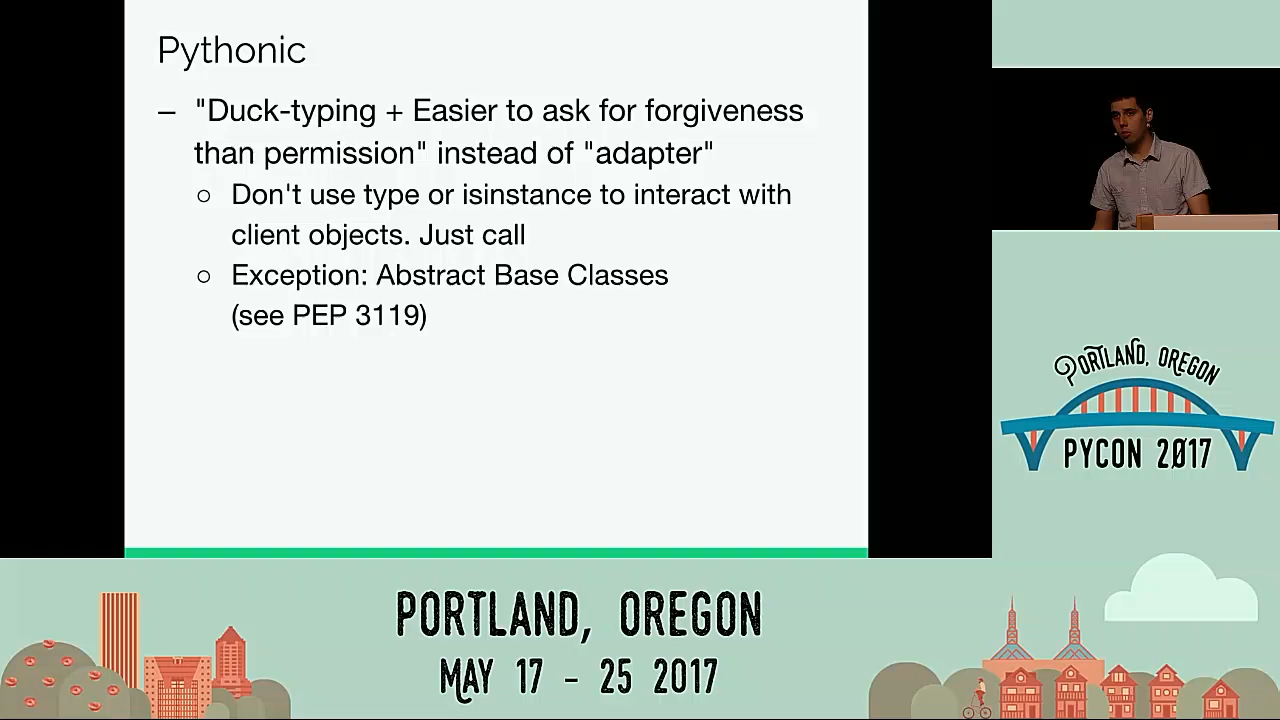 Pythonic
– "Duck-typing + Easier to ask for forgiveness
than permission" instead of "adapter"
○ Don't use type or isinstance to interact with
client objects. Just call
○ Exception: Abstract Base Classes
(see PEP 3119)
PORTLAND, OREGON
PYCON 2017
PORTLAND, OREGON
MAY 17 - 25 2017